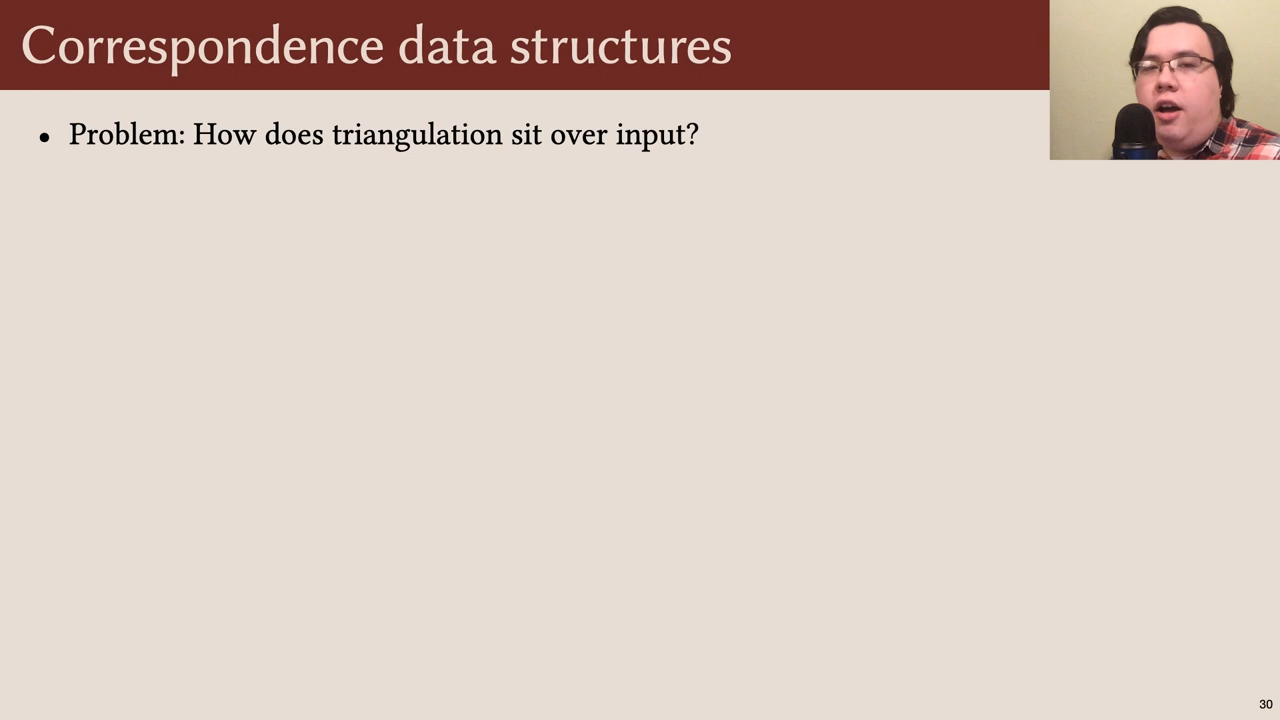 Correspondence data structures
• Problem: How does triangulation sit over input?
30